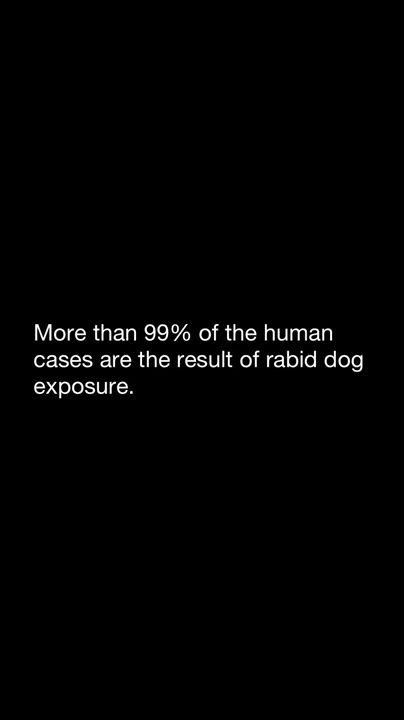 More than 99% of the human
cases are the result of rabid dog
exposure.